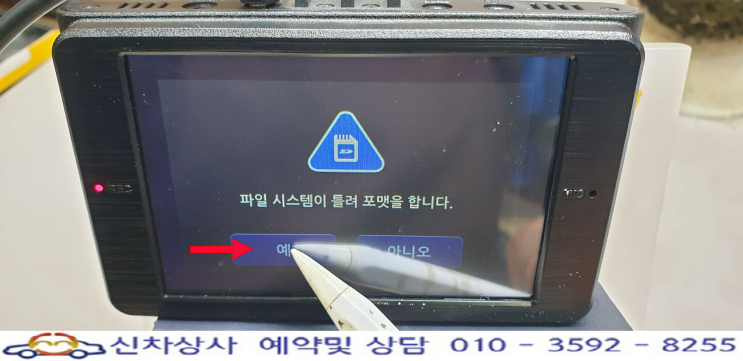 파일 시스템이 틀려 포맷을 합니다.
예
아니오
REC
MIC
신차상사 예약및 상담 010 - 3592 - 8255